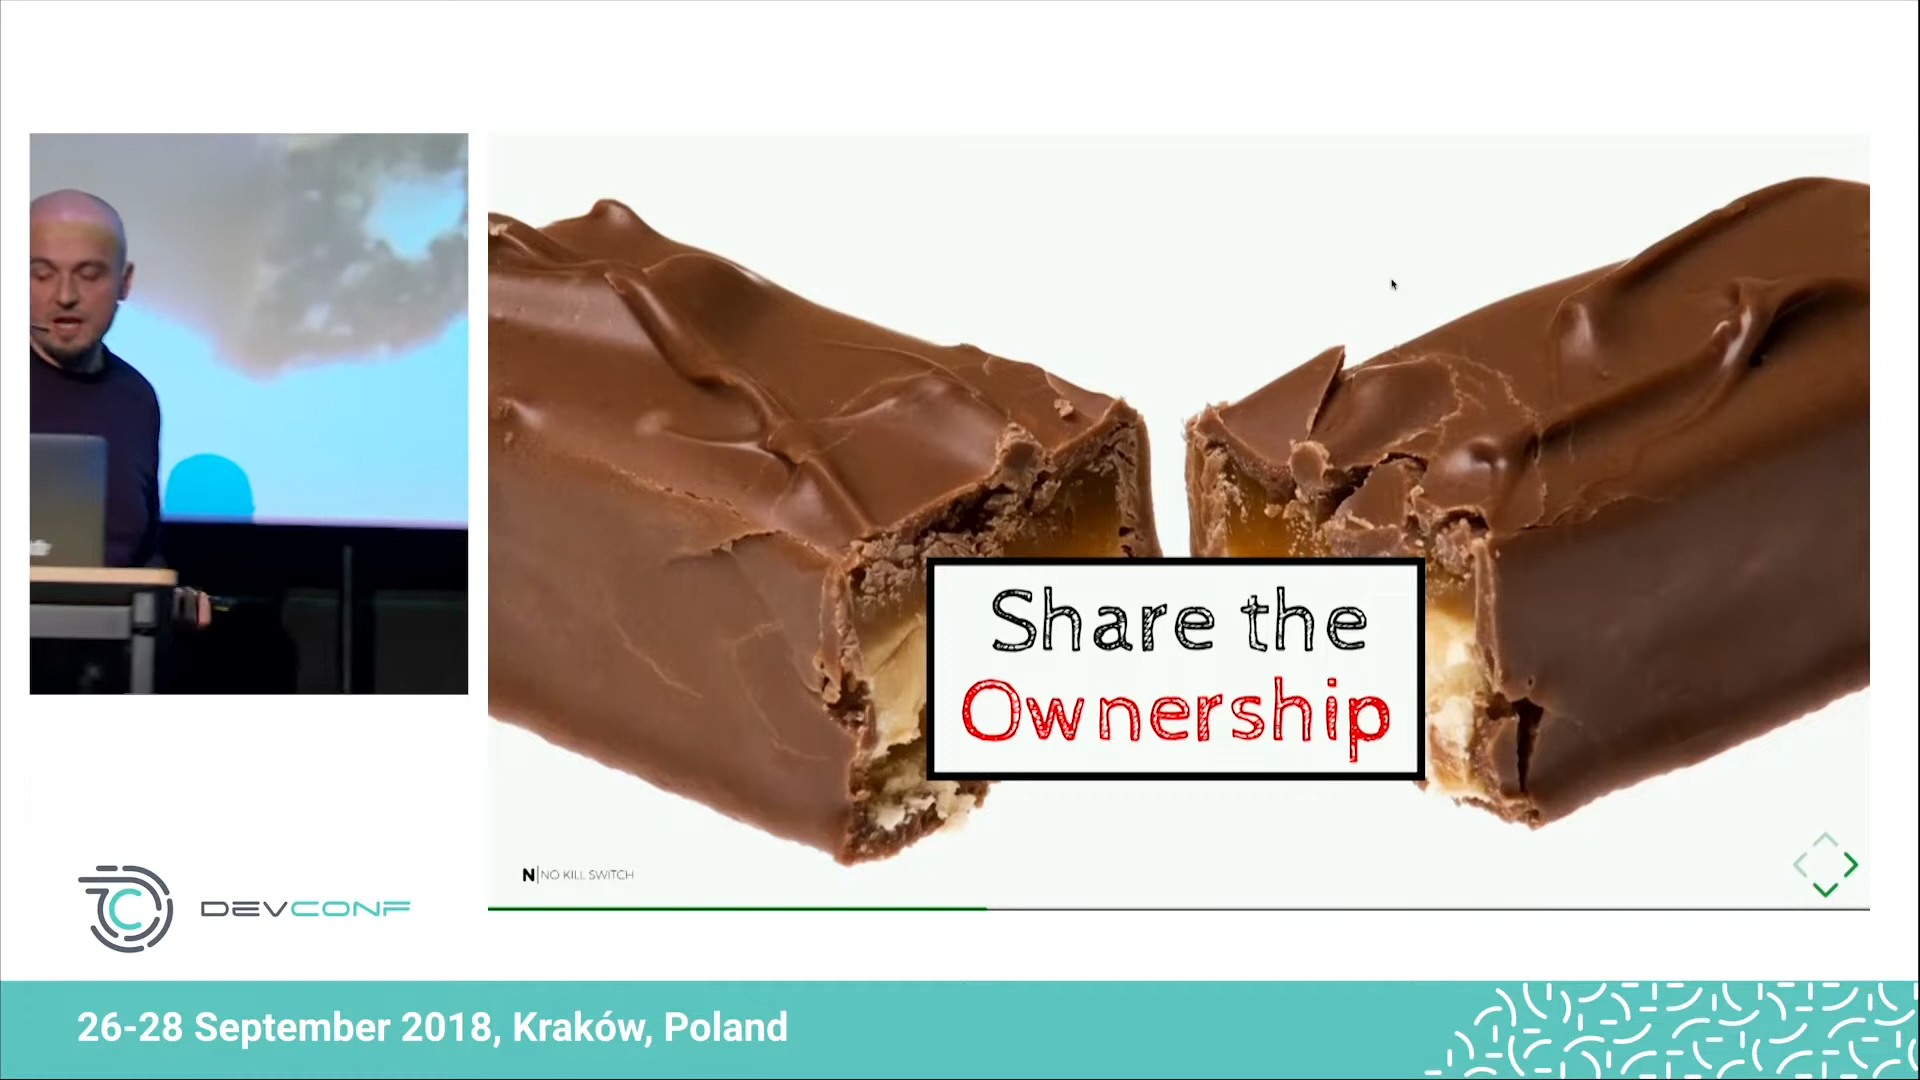 Share the
Ownership
N|NO KILL SWITCH
DEVCONF
26-28 September 2018, Kraków, Poland